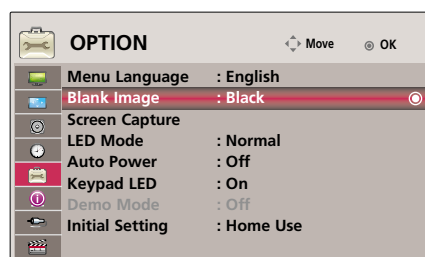 OPTION Move OK
Menu Language : English
Blank Image : Black
Screen Capture
LED Mode : Normal
Auto Power : Off
Keypad LED : On
Demo Mode : Off
Initial Setting : Home Use